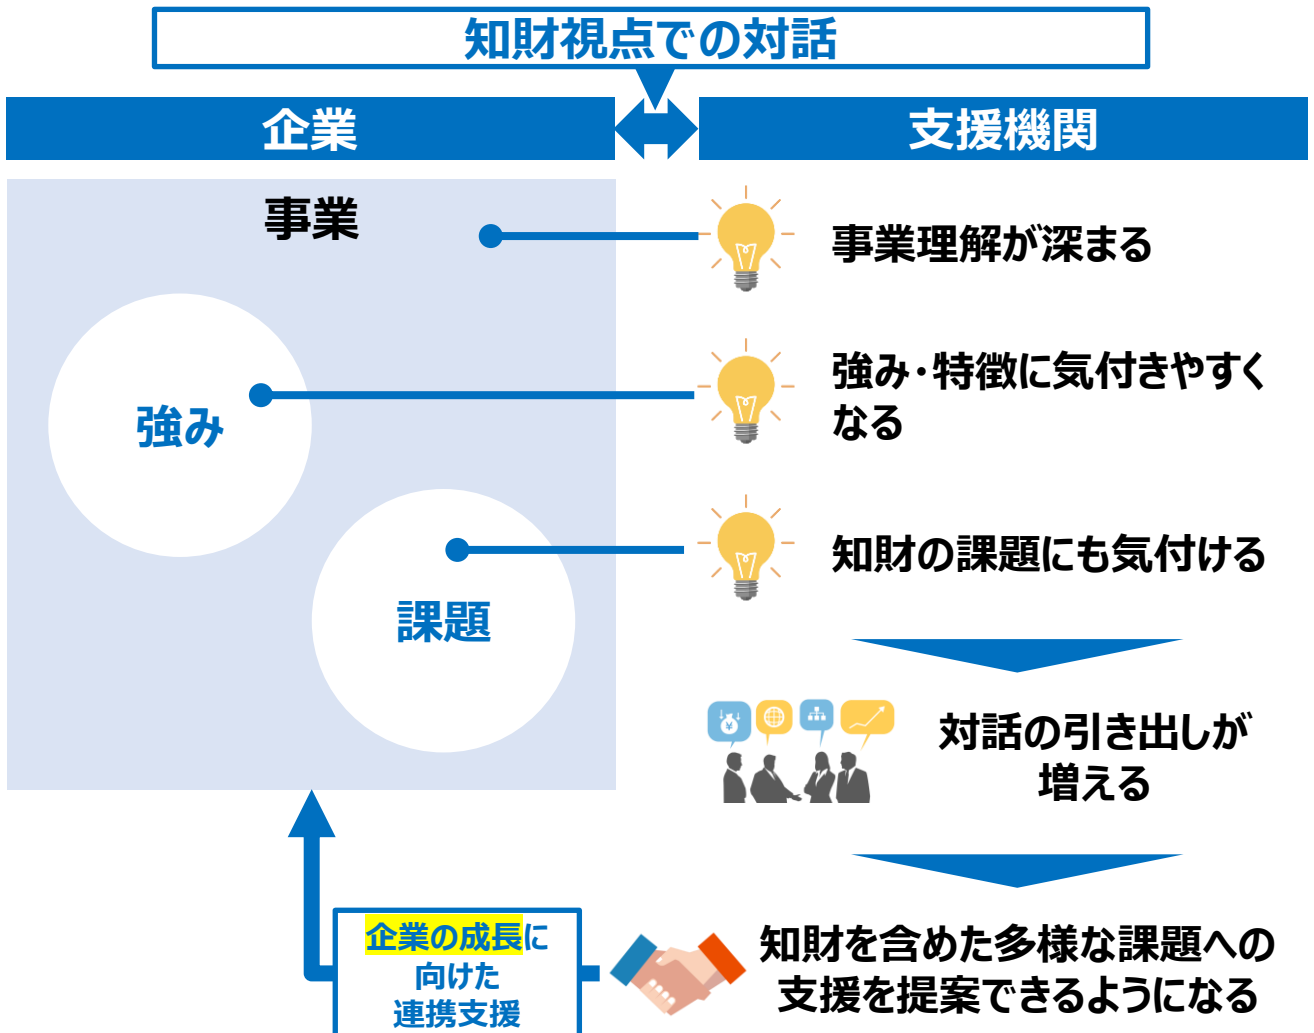 知財視点での対話
企業
支援機関
事業
強み
課題
事業理解が深まる
強み・特徴に気付きやすく
なる
知財の課題にも気付ける
¥
対話の引き出しが
増える
知財を含めた多様な課題への
支援を提案できるようになる
企業の成長に
向けた
連携支援